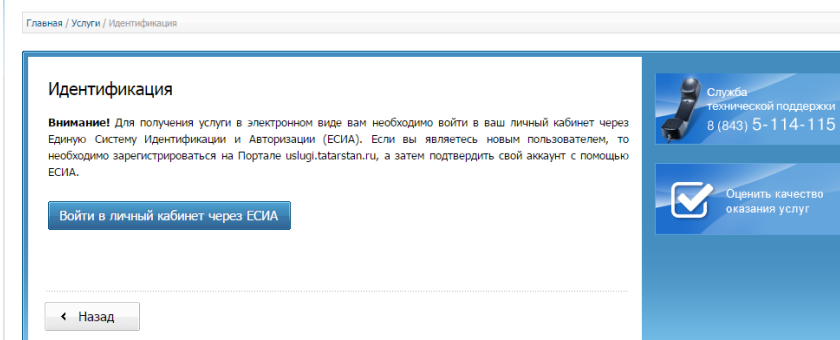 Главная / Услуги / Идентификация
Идентификация
Внимание! Для получения услуги в электронном виде вам необходимо войти в ваш личный кабинет через
Единую Систему Идентификации и Авторизации (ЕСИА). Если вы являетесь новым пользователем, то
необходимо зарегистрироваться на Портале uslugi.tatarstan.ru, а затем подтвердить свой аккаунт с помощью
ЕСИА.
Войти в личный кабинет через ЕСИА
Назад
Служба
технической поддержки
8 (843) 5-114-115
Оценить качество
оказания услуг